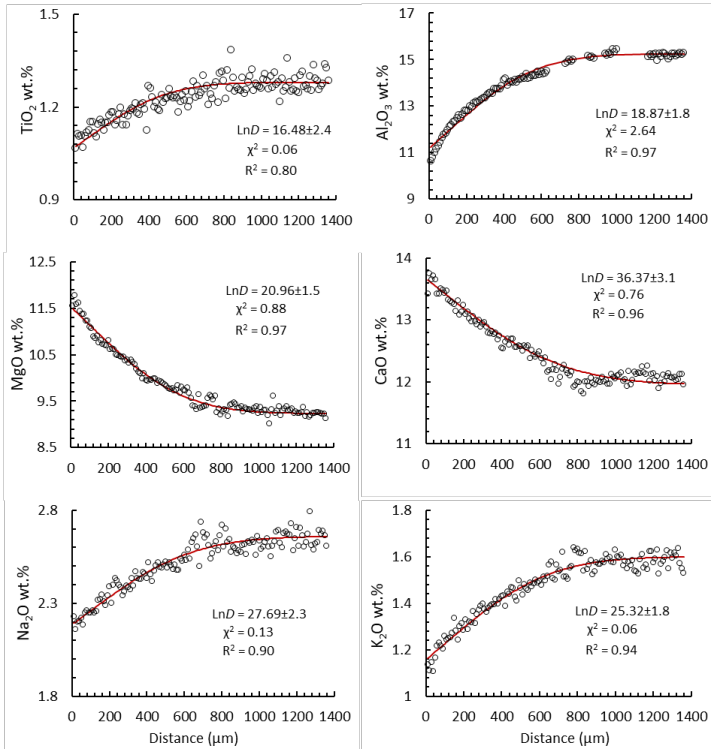 1.5
1.2
0.9
TiO₂ wt.%
LnD = 16.48±2.4
χ² = 0.06
R² = 0.80
0 200 400 600 800 1000 1200 1400
17
15
13
11
9
Al₂O₃ wt.%
LnD = 18.87±1.8
χ² = 2.64
R² = 0.97
0 200 400 600 800 1000 1200 1400
12.5
11.5
10.5
9.5
8.5
MgO wt.%
LnD = 20.96±1.5
χ² = 0.88
R² = 0.97
0 200 400 600 800 1000 1200 1400
14
13
12
11
CaO wt.%
LnD = 36.37±3.1
χ² = 0.76
R² = 0.96
0 200 400 600 800 1000 1200 1400
2.8
2.3
1.8
Na₂O wt.%
LnD = 27.69±2.3
χ² = 0.13
R² = 0.90
0 200 400 600 800 1000 1200 1400
Distance (µm)
1.8
1.6
1.4
1.2
1
K₂O wt.%
LnD = 25.32±1.8
χ² = 0.06
R² = 0.94
0 200 400 600 800 1000 1200 1400
Distance (µm)